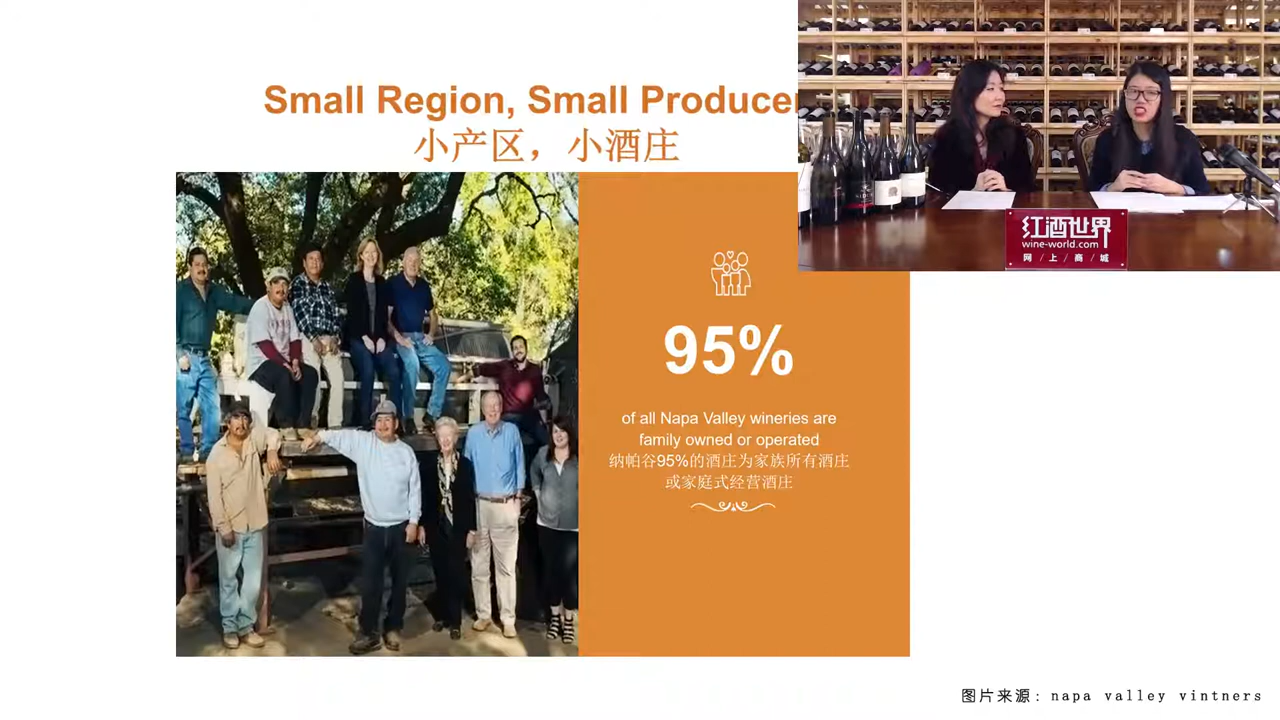 Small Region, Small Producer
小产区，小酒庄
95%
of all Napa Valley wineries are
family owned or operated
纳帕谷95%的酒庄为家族所有酒庄
或家庭式经营酒庄
红酒世界
wine-world.com
网/上/商/城
图片来源：napa valley vintners